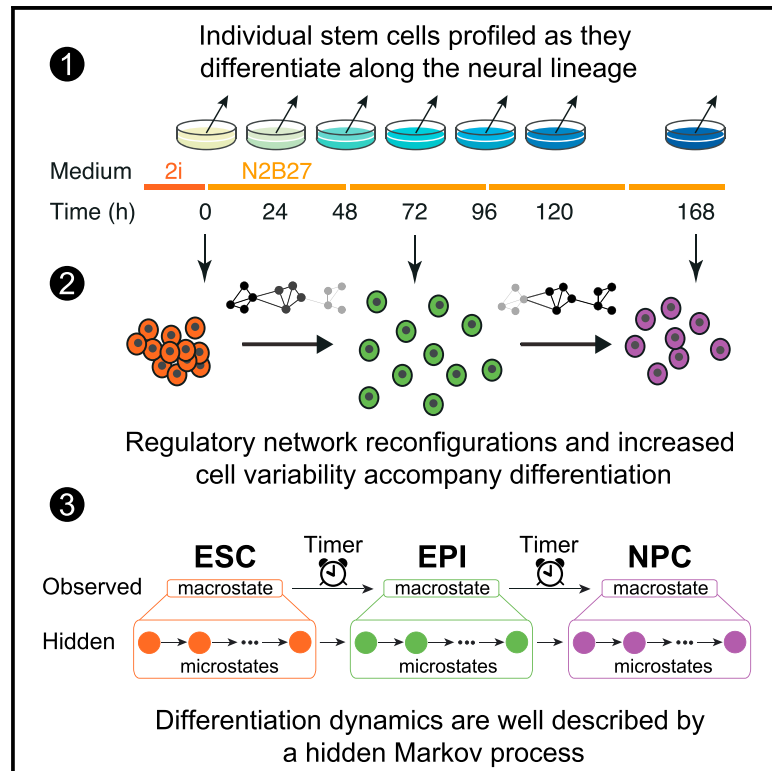 1
Individual stem cells profiled as they
differentiate along the neural lineage
Medium 2i N2B27
Time (h) 0 24 48 72 96 120 168
2
Regulatory network reconfigurations and increased
cell variability accompany differentiation
3
ESC Timer EPI Timer NPC
Observed macrostate macrostate macrostate
Hidden ••• ••• •••
microstates microstates microstates
Differentiation dynamics are well described by
a hidden Markov process